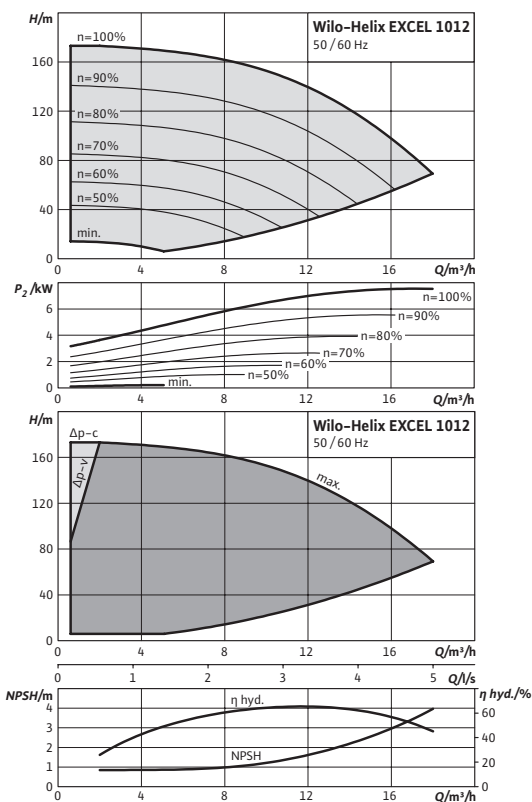 H/m
Wilo-Helix EXCEL 1012
50 / 60 Hz
n=100%
160
n=90%
120
n=80%
n=70%
80
n=60%
n=50%
40
min.
0
0 4 8 12 16 Q/m³/h
P₂/kW
6
n=100%
n=90%
4
n=80%
n=70%
2
n=60%
n=50%
min.
0
0 4 8 12 16 Q/m³/h
H/m
Wilo-Helix EXCEL 1012
50 / 60 Hz
Δp-c
160
Δp-v
max.
120
80
40
0
0 4 8 12 16 Q/m³/h
0 1 2 3 4 Q/l/s 5
NPSH/m
η hyd./%
η hyd.
4
60
3
40
2
NPSH
20
1
0
0
0 4 8 12 16 Q/m³/h